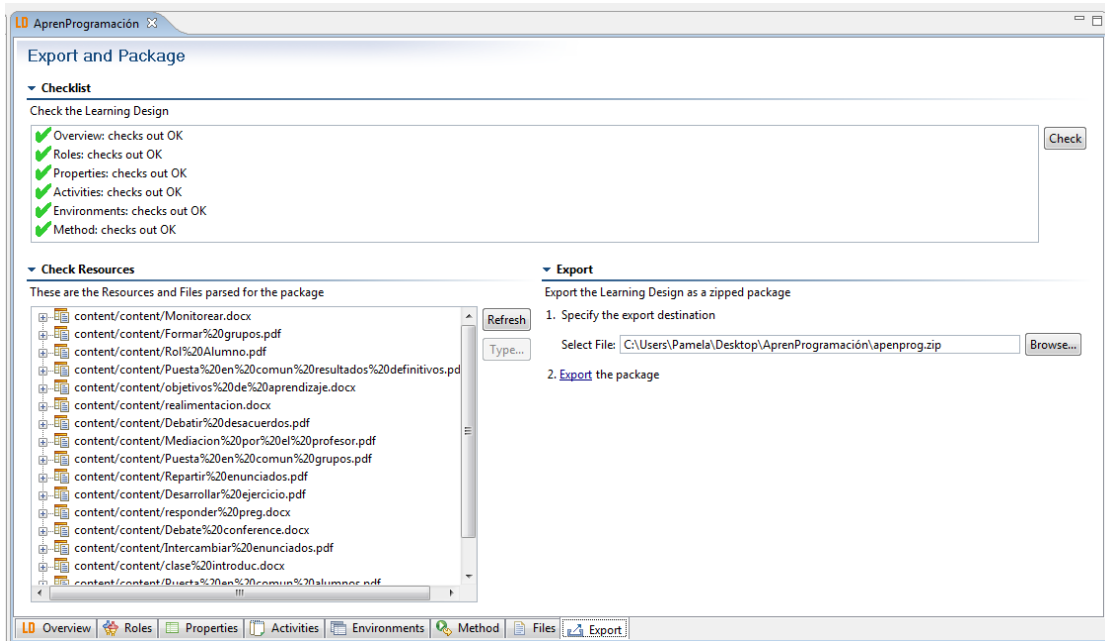 LD AprenProgramación
Export and Package
Checklist
Check the Learning Design
Overview: checks out OK
Roles: checks out OK
Properties: checks out OK
Activities: checks out OK
Environments: checks out OK
Method: checks out OK
Check
Check Resources
These are the Resources and Files parsed for the package
content/content/Monitorear.docx
content/content/Formar%20grupos.pdf
content/content/Rol%20Alumno.pdf
content/content/Puesta%20en%20comun%20resultados%20definitivos.pd
content/content/objetivos%20de%20aprendizaje.docx
content/content/realimentacion.docx
content/content/Debatir%20desacuerdos.pdf
content/content/Mediacion%20por%20el%20profesor.pdf
content/content/Puesta%20en%20comun%20grupos.pdf
content/content/Repartir%20enunciados.pdf
content/content/Desarrollar%20ejercicio.pdf
content/content/responder%20preg.docx
content/content/Debate%20conference.docx
content/content/Intercambiar%20enunciados.pdf
content/content/clase%20introduc.docx
content/content/Puesta%20en%20comun%20alumnos.pdf
Refresh
Type...
Export
Export the Learning Design as a zipped package
1. Specify the export destination
Select File: C:\Users\Pamela\Desktop\AprenProgramación\apenprog.zip Browse...
2. Export the package
LD Overview Roles Properties Activities Environments Method Files Export